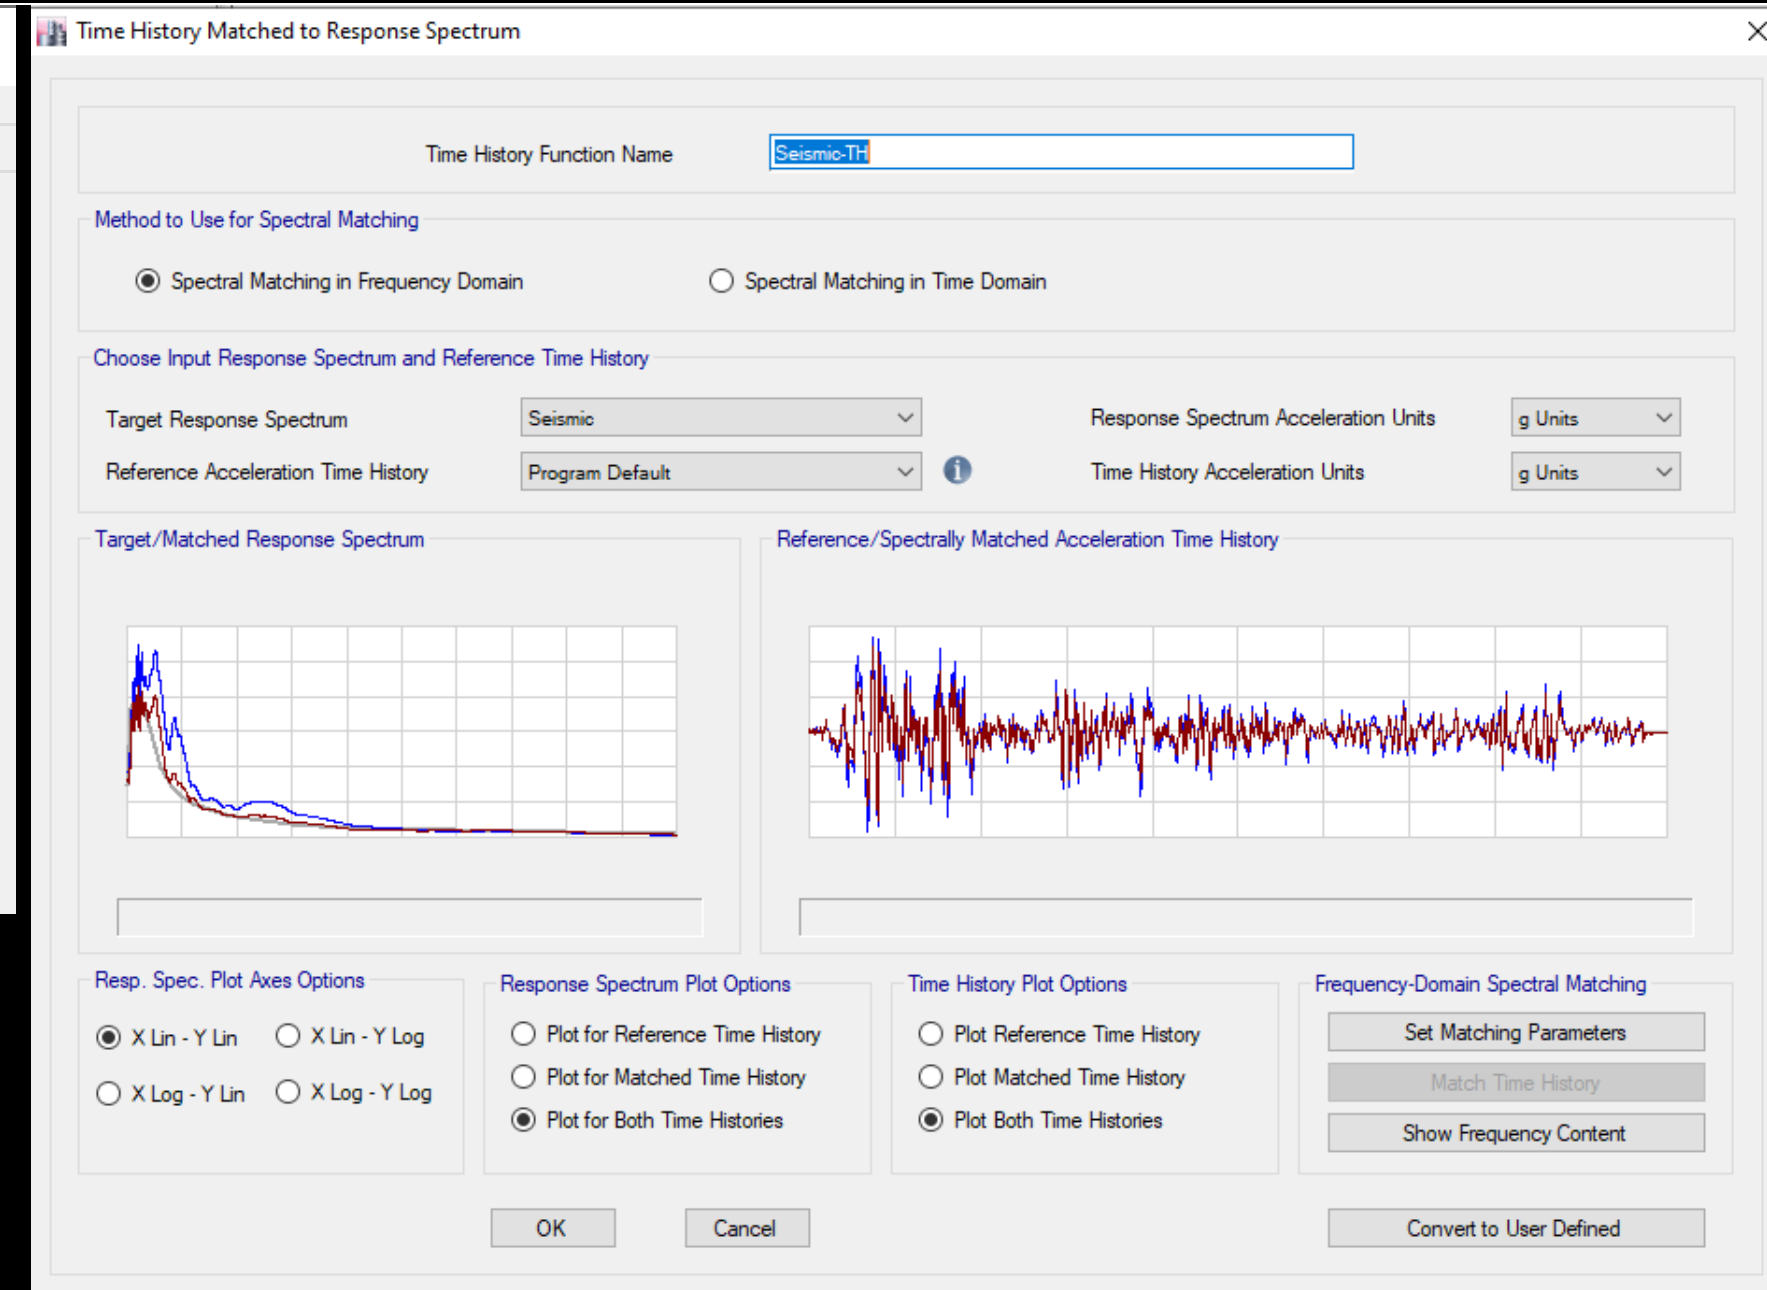 Time History Matched to Response Spectrum
Time History Function Name
Seismic-TH
Method to Use for Spectral Matching
Spectral Matching in Frequency Domain
Spectral Matching in Time Domain
Choose Input Response Spectrum and Reference Time History
Target Response Spectrum
Seismic
Response Spectrum Acceleration Units
g Units
Reference Acceleration Time History
Program Default
Time History Acceleration Units
g Units
Target/Matched Response Spectrum
Reference/Spectrally Matched Acceleration Time History
Resp. Spec. Plot Axes Options
X Lin - Y Lin
X Lin - Y Log
X Log - Y Lin
X Log - Y Log
Response Spectrum Plot Options
Plot for Reference Time History
Plot for Matched Time History
Plot for Both Time Histories
Time History Plot Options
Plot Reference Time History
Plot Matched Time History
Plot Both Time Histories
Frequency-Domain Spectral Matching
Set Matching Parameters
Match Time History
Show Frequency Content
OK
Cancel
Convert to User Defined